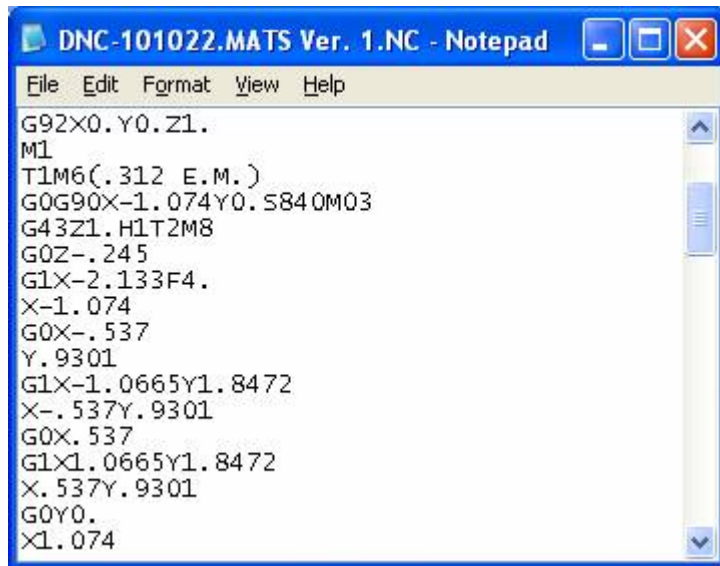 DNC-101022.MATS Ver. 1.NC - Notepad
File Edit Format View Help
G92X0.Y0.Z1.
M1
T1M6(.312 E.M.)
G0G90X-1.074Y0.S840M03
G43Z1.H1T2M8
G0Z-.245
G1X-2.133F4.
X-1.074
G0X-.537
Y.9301
G1X-1.0665Y1.8472
X-.537Y.9301
G0X.537
G1X1.0665Y1.8472
X.537Y.9301
G0Y0.
X1.074